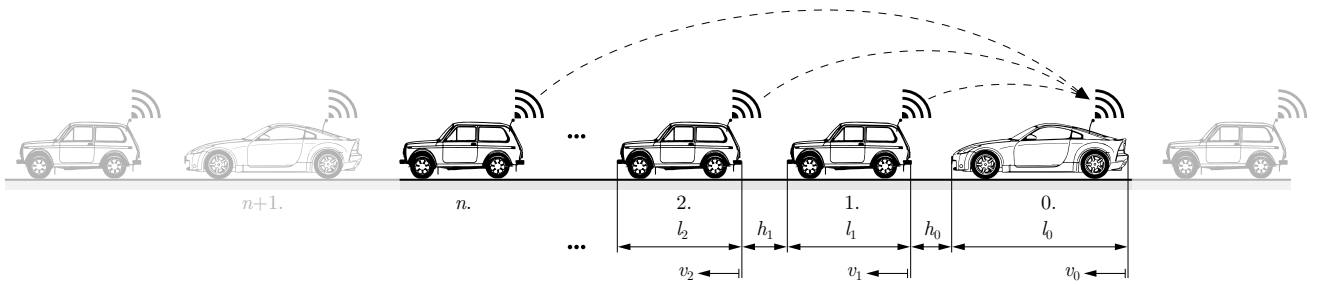 ...
n+1. n. 2. 1. 0.
... l₂ h₁ l₁ h₀ l₀
v₂ v₁ v₀